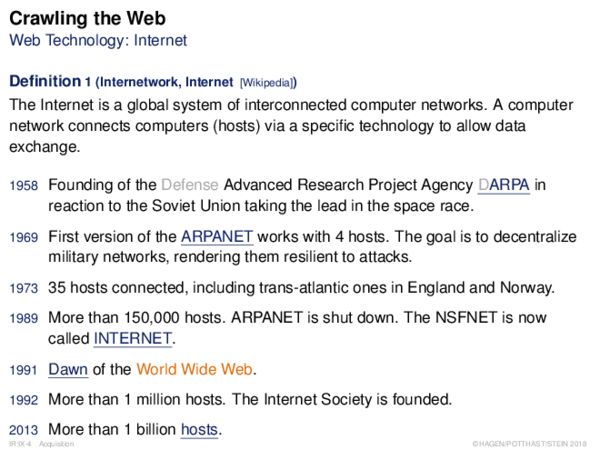 Crawling the Web
Web Technology: Internet
Definition 1 (Internetwork, Internet [Wikipedia])
The Internet is a global system of interconnected computer networks. A computer
network connects computers (hosts) via a specific technology to allow data
exchange.
1958 Founding of the Defense Advanced Research Project Agency DARPA in
reaction to the Soviet Union taking the lead in the space race.
1969 First version of the ARPANET works with 4 hosts. The goal is to decentralize
military networks, rendering them resilient to attacks.
1973 35 hosts connected, including trans-atlantic ones in England and Norway.
1989 More than 150,000 hosts. ARPANET is shut down. The NSFNET is now
called INTERNET.
1991 Dawn of the World Wide Web.
1992 More than 1 million hosts. The Internet Society is founded.
2013 More than 1 billion hosts.
IR:IX-4 Acquisition ©HAGEN/POTTHAST/STEIN 2018